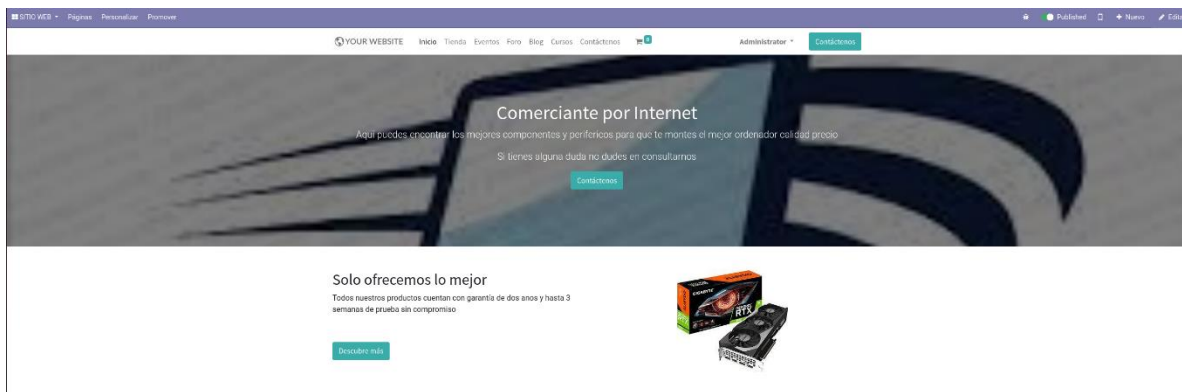 SITIO WEB Páginas Personalizar Promover Published Nuevo
YOUR WEBSITE Inicio Tienda Eventos Foro Blog Cursos Contáctenos 0 Administrator Contáctenos
Comerciante por Internet
Aqui puedes encontrar los mejores componentes y perifericos para que te montes el mejor ordenador calidad precio
Si tienes alguna duda no dudes en consultarnos
Contáctenos
Solo ofrecemos lo mejor
Todos nuestros productos cuentan con garantía de dos anos y hasta 3
semanas de prueba sin compromiso
Descubre más
GIGABYTE
RTX